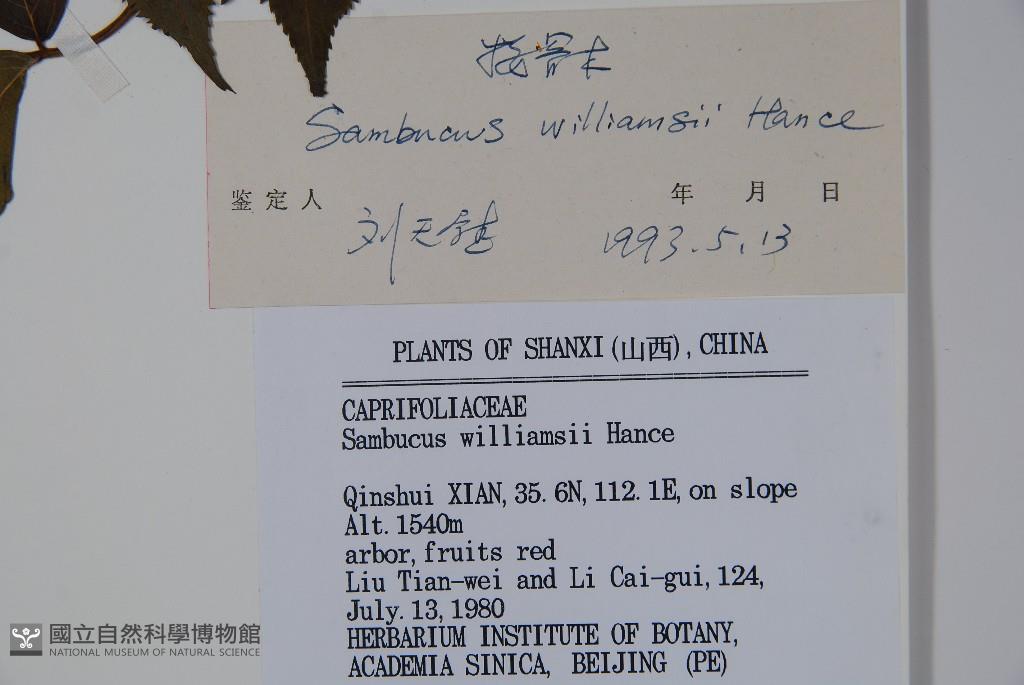 接骨木
Sambucus williamsii Hance
鉴定人 年 月 日
刘天慰 1993.5.13
PLANTS OF SHANXI(山西), CHINA
CAPRIFOLIACEAE
Sambucus williamsii Hance
Qinshui XIAN, 35. 6N, 112. 1E, on slope
Alt. 1540m
arbor, fruits red
Liu Tian-wei and Li Cai-gui, 124,
July. 13, 1980
HERBARIUM INSTITUTE OF BOTANY,
ACADEMIA SINICA, BEIJING (PE)
國立自然科學博物館
NATIONAL MUSEUM OF NATURAL SCIENCE